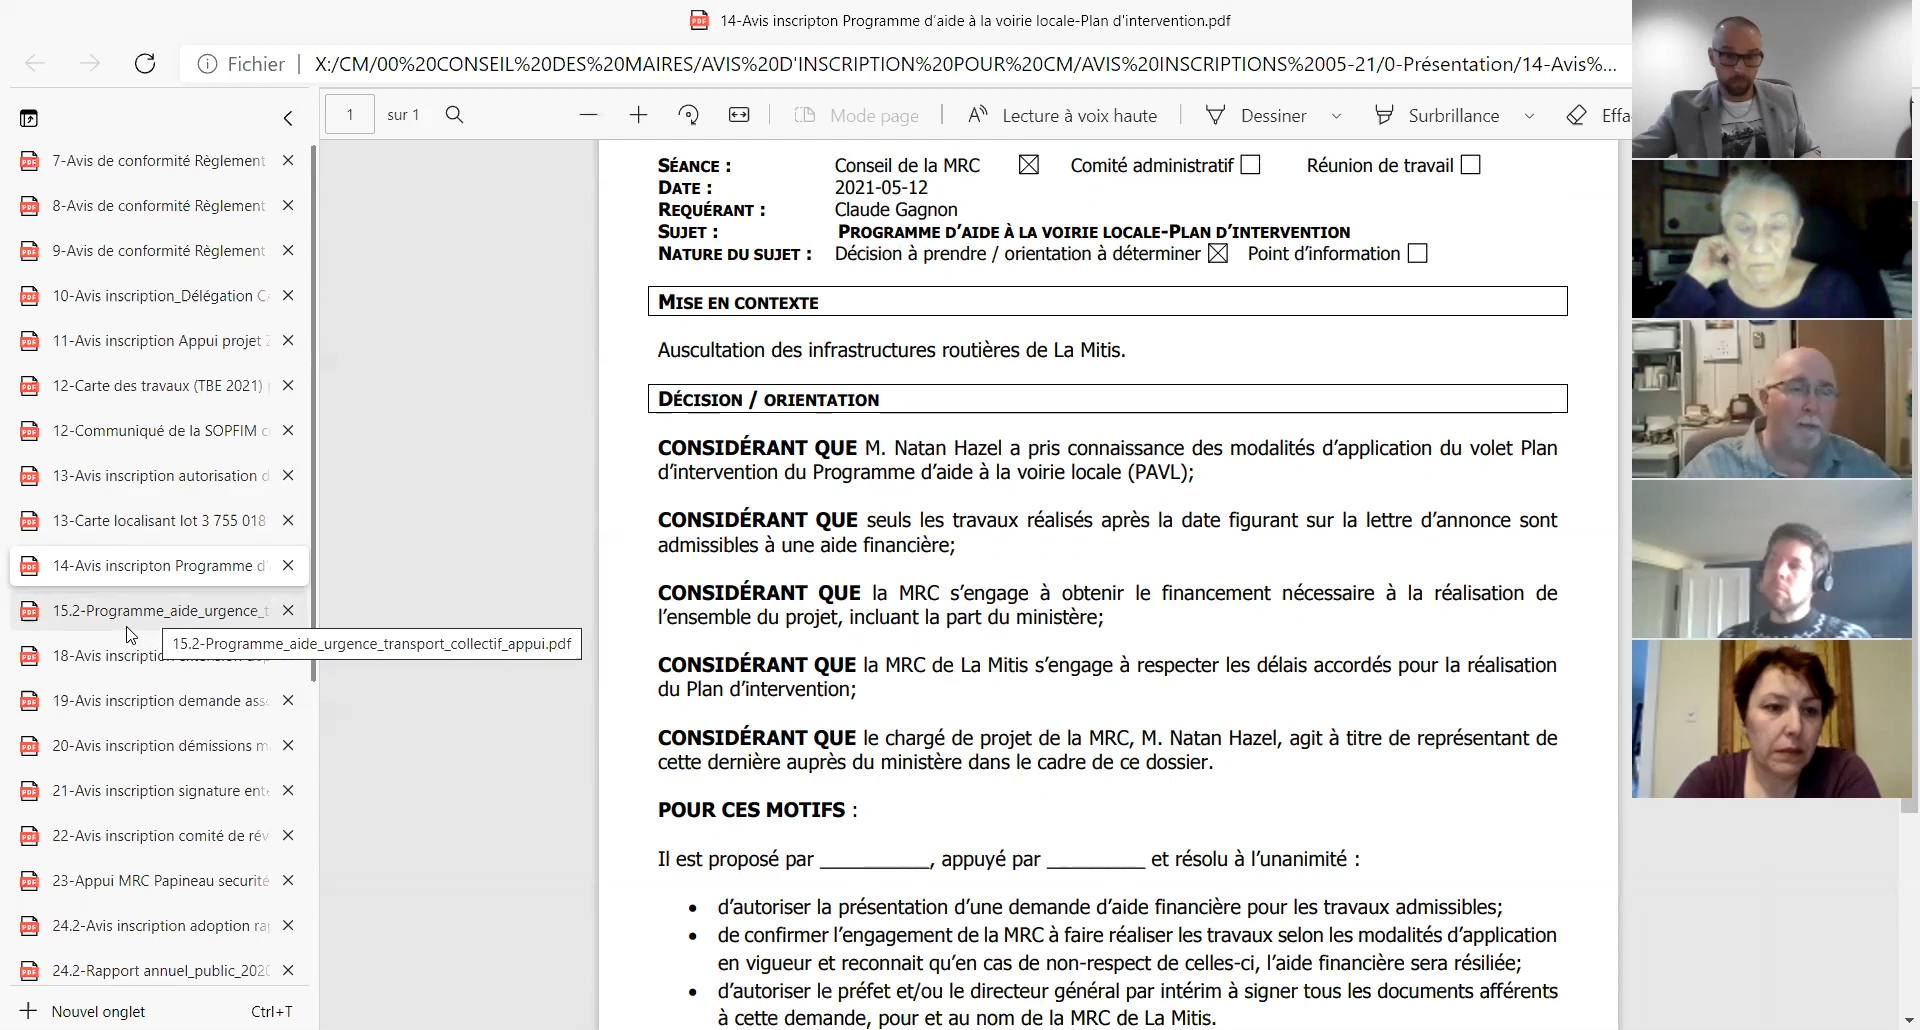 14-Avis inscripton Programme d'aide à la voirie locale-Plan d'intervention.pdf
Fichier | X:/CM/00%20CONSEIL%20DES%20MAIRES/AVIS%20D'INSCRIPTION%20POUR%20CM/AVIS%20INSCRIPTIONS%2005-21/0-Présentation/14-Avis%...
1 sur 1 Mode page Lecture à voix haute Dessiner Surbrillance Effa
7-Avis de conformité Règlement
8-Avis de conformité Règlement
9-Avis de conformité Règlement
10-Avis inscription_Délégation
11-Avis inscription Appui projet
12-Carte des travaux (TBE 2021)
12-Communiqué de la SOPFIM
13-Avis inscription autorisation d
13-Carte localisant lot 3 755 018
14-Avis inscripton Programme d'
15.2-Programme_aide_urgence_t
15.2-Programme_aide_urgence_transport_collectif_appui.pdf
18-Avis
19-Avis inscription demande ass
20-Avis inscription démissions m
21-Avis inscription signature ent
22-Avis inscription comité de rév
23-Appui MRC Papineau securité
24.2-Avis inscription adoption ra
24.2-Rapport annuel_public_202
Nouvel onglet Ctrl+T
SÉANCE : Conseil de la MRC ☒ Comité administratif ☐ Réunion de travail ☐
DATE : 2021-05-12
REQUÉRANT : Claude Gagnon
SUJET : PROGRAMME D'AIDE À LA VOIRIE LOCALE-PLAN D'INTERVENTION
NATURE DU SUJET : Décision à prendre / orientation à déterminer ☒ Point d'information ☐
MISE EN CONTEXTE
Auscultation des infrastructures routières de La Mitis.
DÉCISION / ORIENTATION
CONSIDÉRANT QUE M. Natan Hazel a pris connaissance des modalités d'application du volet Plan
d'intervention du Programme d'aide à la voirie locale (PAVL);
CONSIDÉRANT QUE seuls les travaux réalisés après la date figurant sur la lettre d'annonce sont
admissibles à une aide financière;
CONSIDÉRANT QUE la MRC s'engage à obtenir le financement nécessaire à la réalisation de
l'ensemble du projet, incluant la part du ministère;
CONSIDÉRANT QUE la MRC de La Mitis s'engage à respecter les délais accordés pour la réalisation
du Plan d'intervention;
CONSIDÉRANT QUE le chargé de projet de la MRC, M. Natan Hazel, agit à titre de représentant de
cette dernière auprès du ministère dans le cadre de ce dossier.
POUR CES MOTIFS :
Il est proposé par ___________, appuyé par __________ et résolu à l'unanimité :
• d'autoriser la présentation d'une demande d'aide financière pour les travaux admissibles;
• de confirmer l'engagement de la MRC à faire réaliser les travaux selon les modalités d'application
en vigueur et reconnait qu'en cas de non-respect de celles-ci, l'aide financière sera résiliée;
• d'autoriser le préfet et/ou le directeur général par intérim à signer tous les documents afférents
à cette demande, pour et au nom de la MRC de La Mitis.